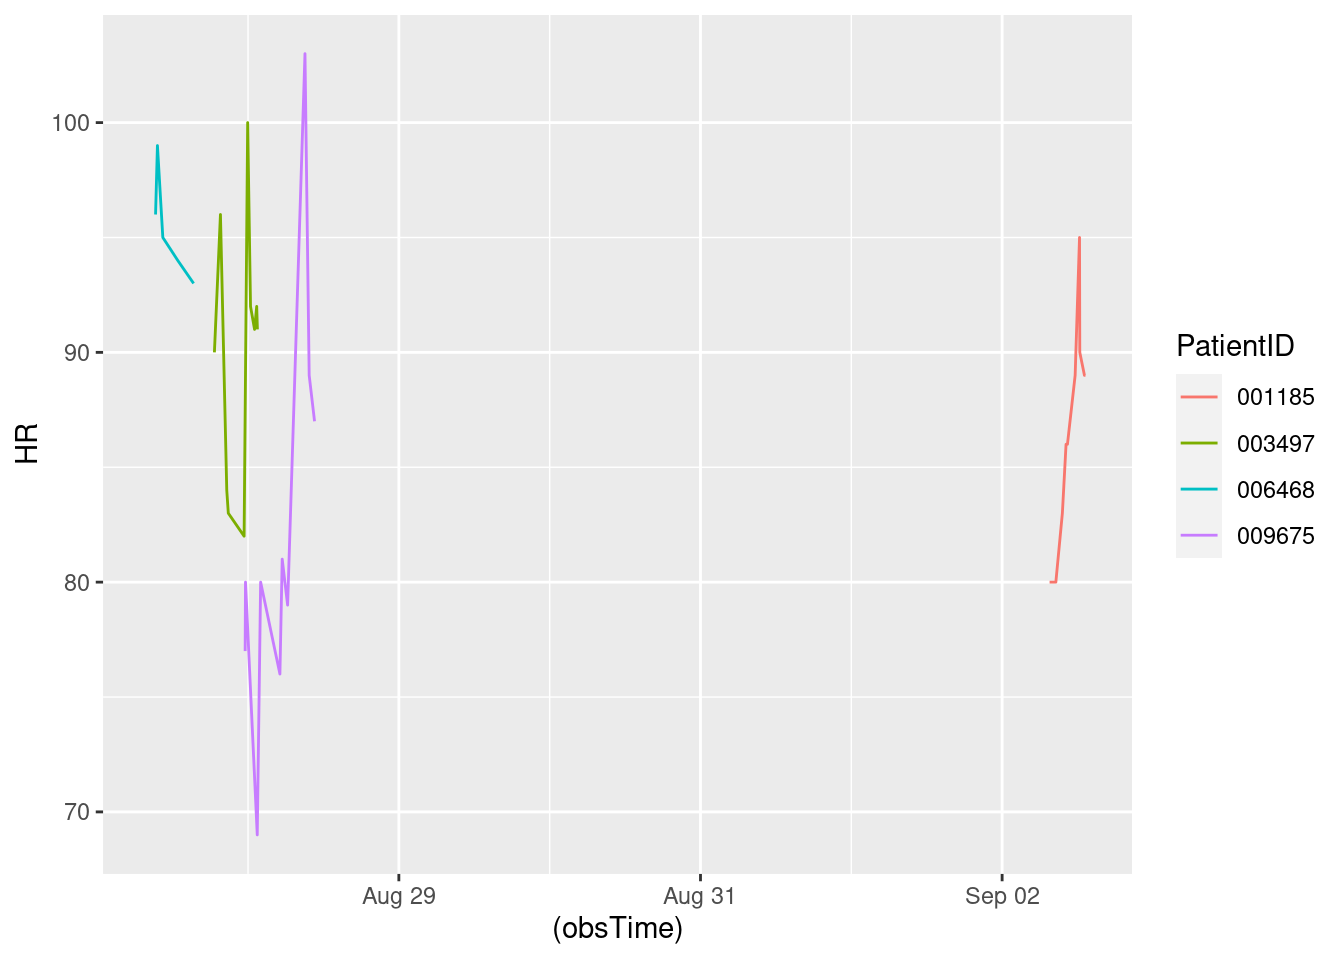 100
90
80
70
HR
Aug 29
Aug 31
Sep 02
(obsTime)
PatientID
001185
003497
006468
009675